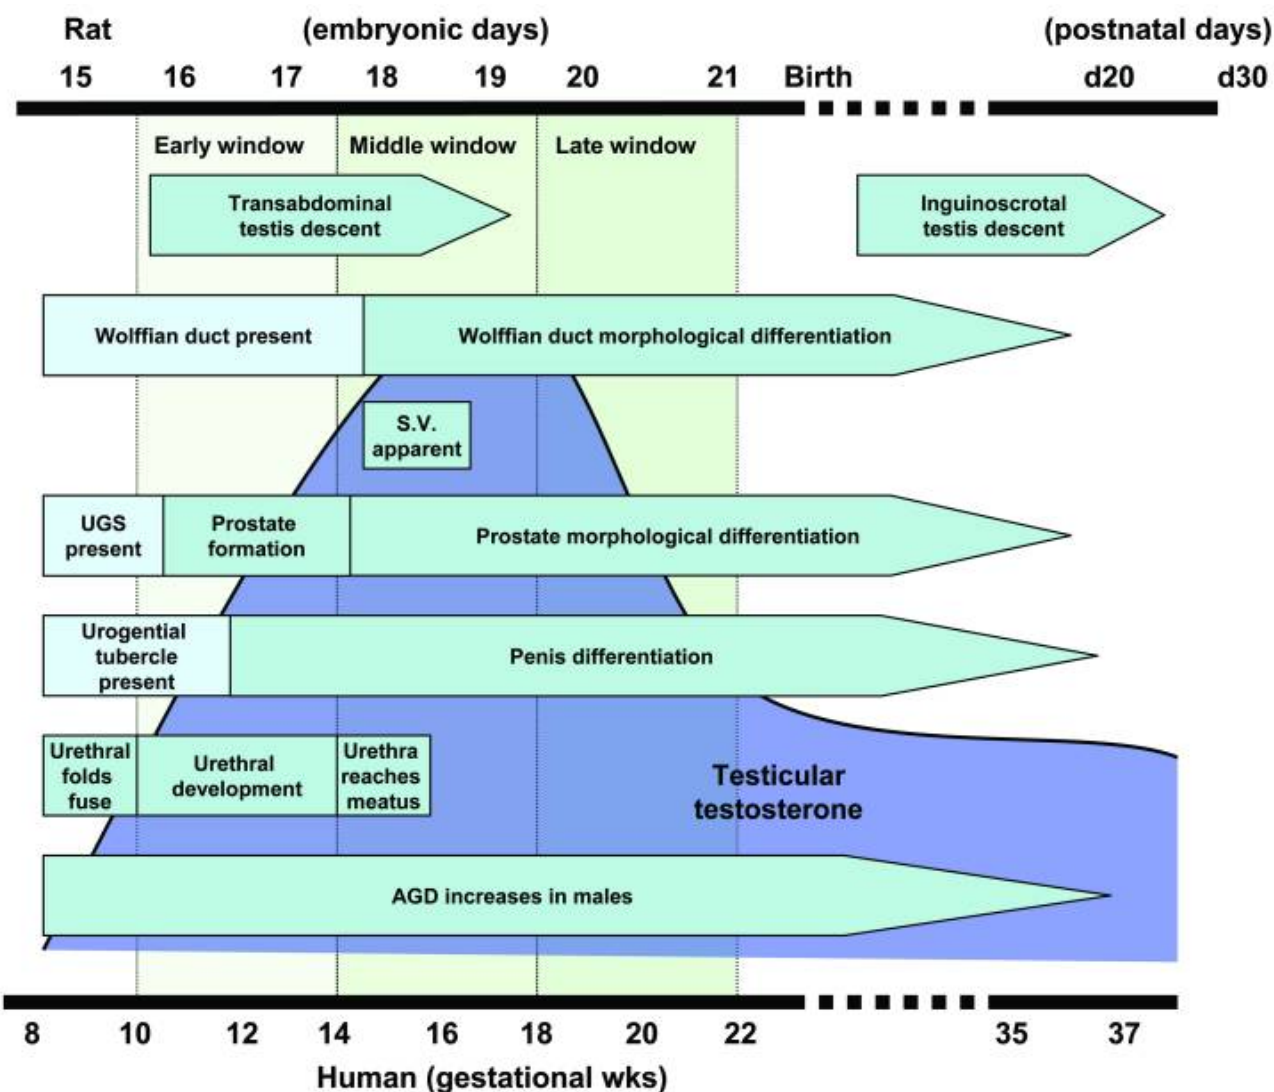 Rat (embryonic days) (postnatal days)
15 16 17 18 19 20 21 Birth d20 d30
Early window Middle window Late window
Transabdominal
testis descent
Inguinoscrotal
testis descent
Wolffian duct present
Wolffian duct morphological differentiation
S.V.
apparent
UGS
present
Prostate
formation
Prostate morphological differentiation
Urogential
tubercle
present
Penis differentiation
Urethral
folds
fuse
Urethral
development
Urethra
reaches
meatus
Testicular
testosterone
AGD increases in males
8 10 12 14 16 18 20 22 35 37
Human (gestational wks)